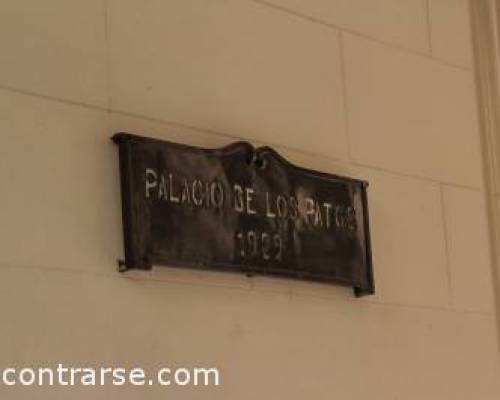 PALACIO DE LOS PATOS
1929
contrarse.com